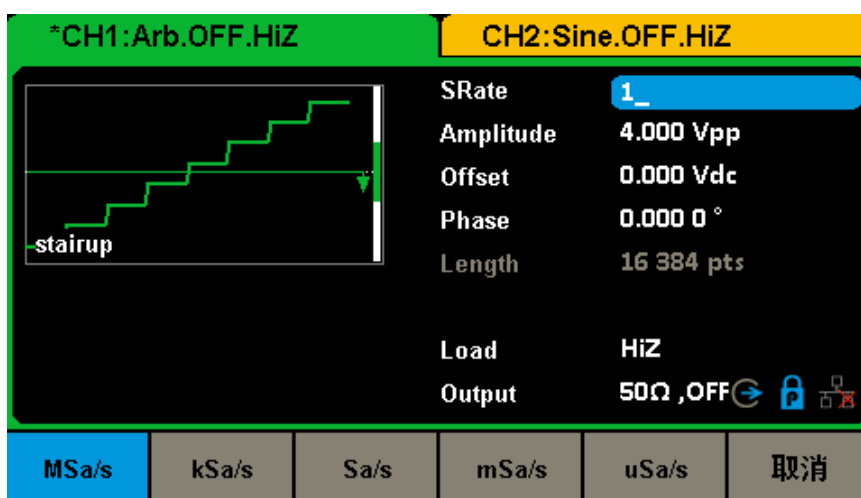 *CH1:Arb.OFF.HiZ
CH2:Sine.OFF.HiZ
stairup
SRate 1_
Amplitude 4.000 Vpp
Offset 0.000 Vdc
Phase 0.000 0 °
Length 16 384 pts
Load HiZ
Output 50Ω ,OFF
P
MSa/s kSa/s Sa/s mSa/s uSa/s 取消